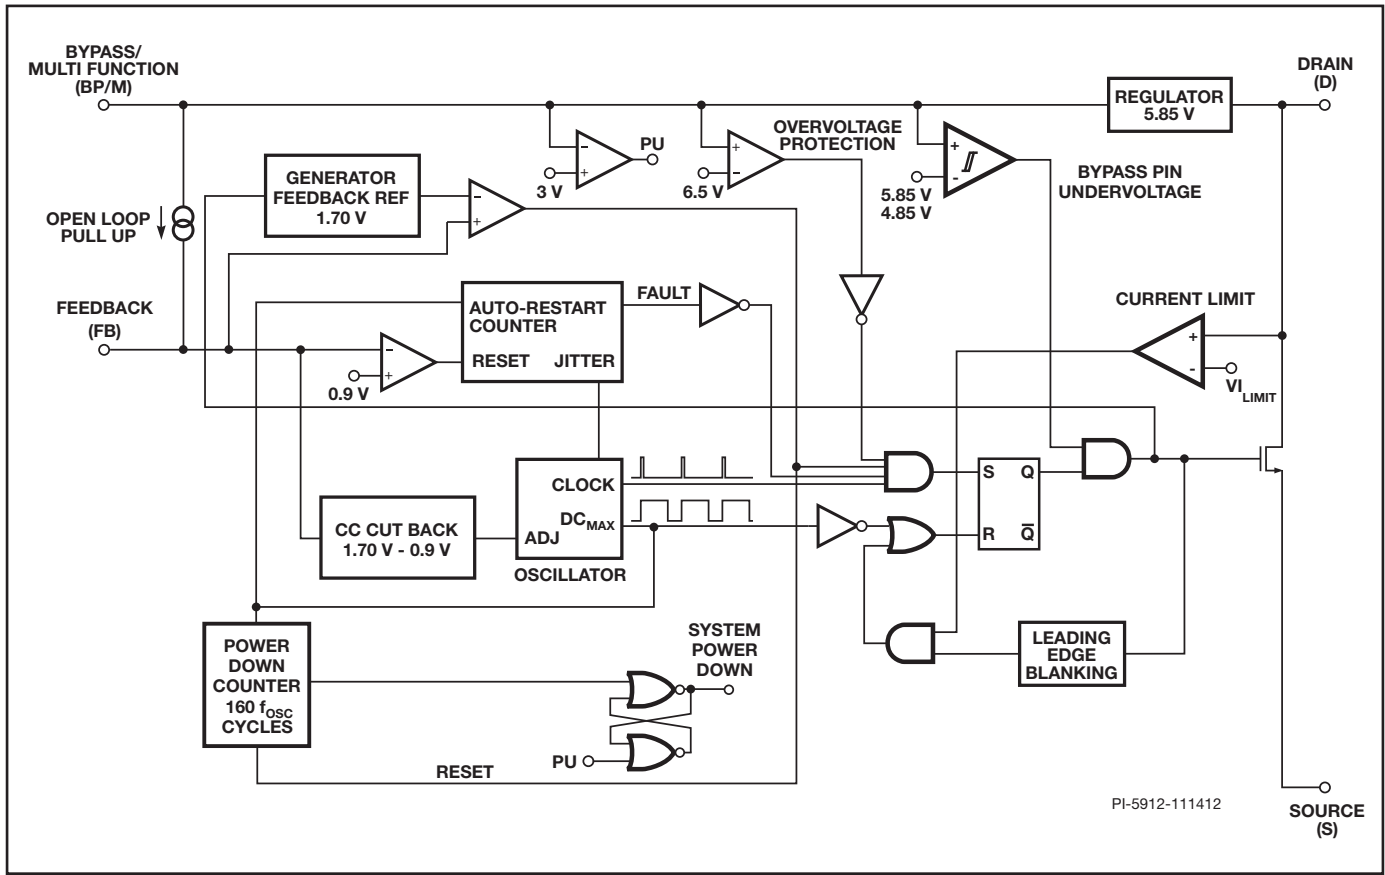 BYPASS/
MULTI FUNCTION
(BP/M)
DRAIN
(D)
REGULATOR
5.85 V
OVERVOLTAGE
PROTECTION
PU
-
+
3 V
+
-
6.5 V
+
-
5.85 V
4.85 V
BYPASS PIN
UNDERVOLTAGE
GENERATOR
FEEDBACK REF
1.70 V
-
+
OPEN LOOP
PULL UP
FEEDBACK
(FB)
AUTO-RESTART
COUNTER
RESET JITTER
FAULT
-
+
0.9 V
CURRENT LIMIT
+
-
VI LIMIT
CLOCK
DCMAX
ADJ
OSCILLATOR
CC CUT BACK
1.70 V - 0.9 V
S Q
R Q̅
LEADING
EDGE
BLANKING
POWER
DOWN
COUNTER
160 fOSC
CYCLES
SYSTEM
POWER
DOWN
PU
RESET
PI-5912-111412
SOURCE
(S)